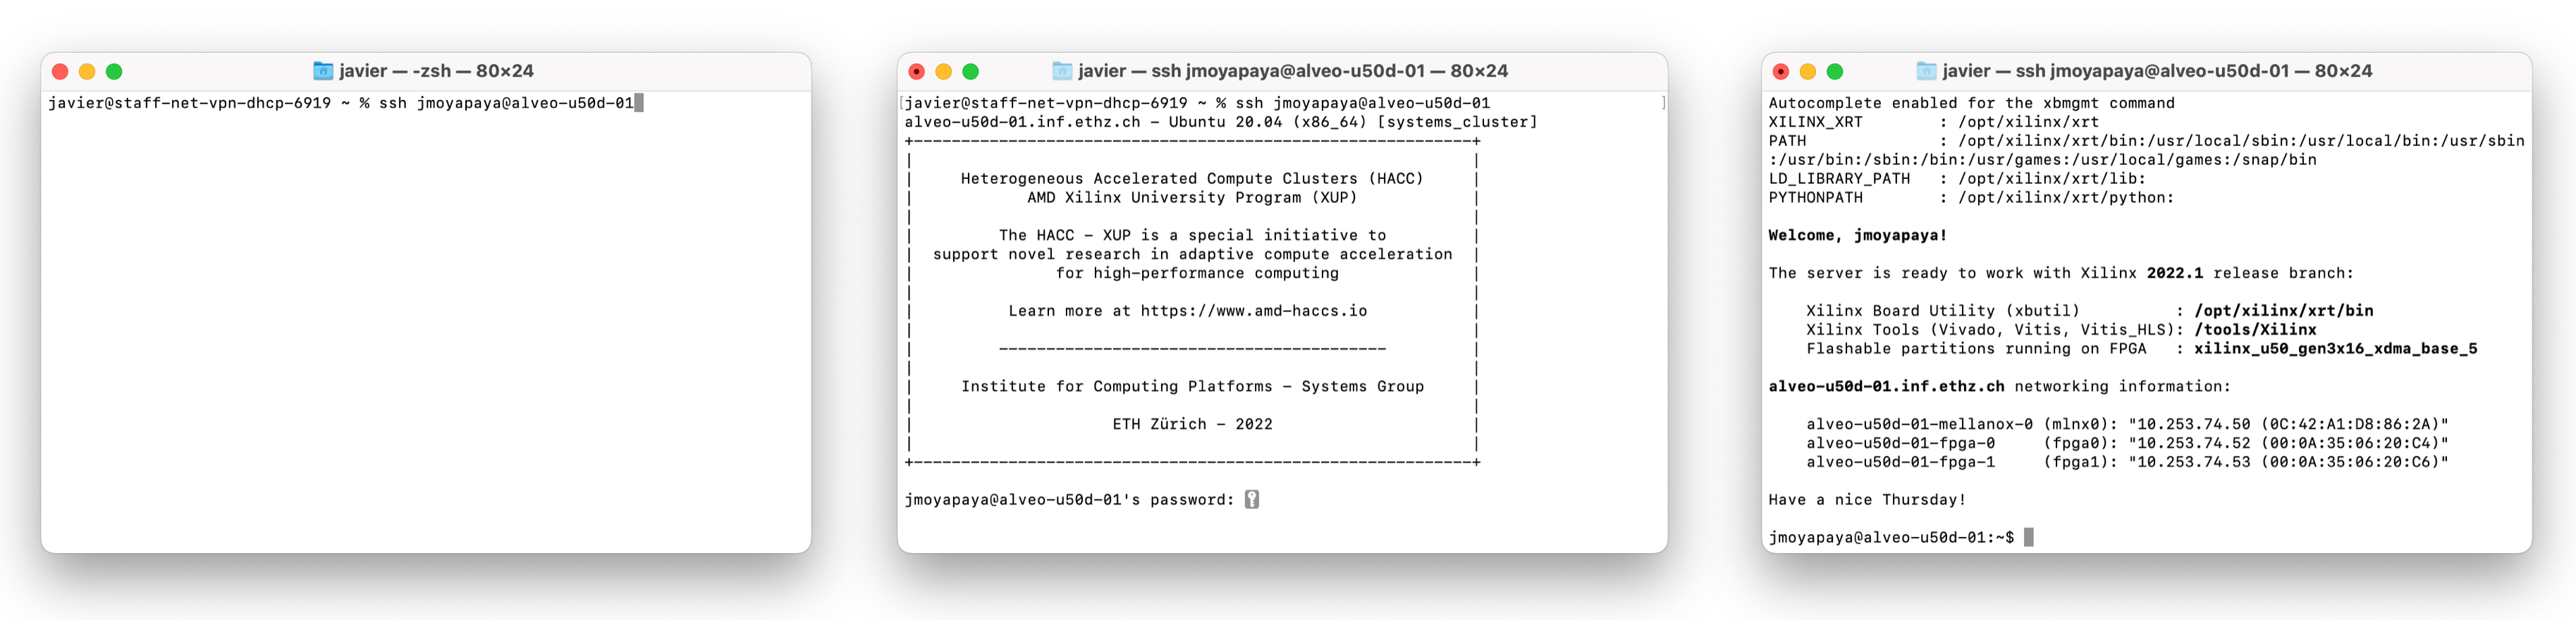 javier — -zsh — 80×24
javier@staff-net-vpn-dhcp-6919 ~ % ssh jmoyapaya@alveo-u50d-01
javier — ssh jmoyapaya@alveo-u50d-01 — 80×24
[javier@staff-net-vpn-dhcp-6919 ~ % ssh jmoyapaya@alveo-u50d-01 ]
alveo-u50d-01.inf.ethz.ch - Ubuntu 20.04 (x86_64) [systems_cluster]
Heterogeneous Accelerated Compute Clusters (HACC)
AMD Xilinx University Program (XUP)
The HACC - XUP is a special initiative to
support novel research in adaptive compute acceleration
for high-performance computing
Learn more at https://www.amd-haccs.io
Institute for Computing Platforms - Systems Group
ETH Zürich - 2022
jmoyapaya@alveo-u50d-01's password:
javier — ssh jmoyapaya@alveo-u50d-01 — 80×24
Autocomplete enabled for the xbmgmt command
XILINX_XRT : /opt/xilinx/xrt
PATH : /opt/xilinx/xrt/bin:/usr/local/sbin:/usr/local/bin:/usr/sbin
:/usr/bin:/sbin:/bin:/usr/games:/usr/local/games:/snap/bin
LD_LIBRARY_PATH : /opt/xilinx/xrt/lib:
PYTHONPATH : /opt/xilinx/xrt/python:
Welcome, jmoyapaya!
The server is ready to work with Xilinx 2022.1 release branch:
Xilinx Board Utility (xbutil) : /opt/xilinx/xrt/bin
Xilinx Tools (Vivado, Vitis, Vitis_HLS): /tools/Xilinx
Flashable partitions running on FPGA : xilinx_u50_gen3x16_xdma_base_5
alveo-u50d-01.inf.ethz.ch networking information:
alveo-u50d-01-mellanox-0 (mlnx0): "10.253.74.50 (0C:42:A1:D8:86:2A)"
alveo-u50d-01-fpga-0 (fpga0): "10.253.74.52 (00:0A:35:06:20:C4)"
alveo-u50d-01-fpga-1 (fpga1): "10.253.74.53 (00:0A:35:06:20:C6)"
Have a nice Thursday!
jmoyapaya@alveo-u50d-01:~$